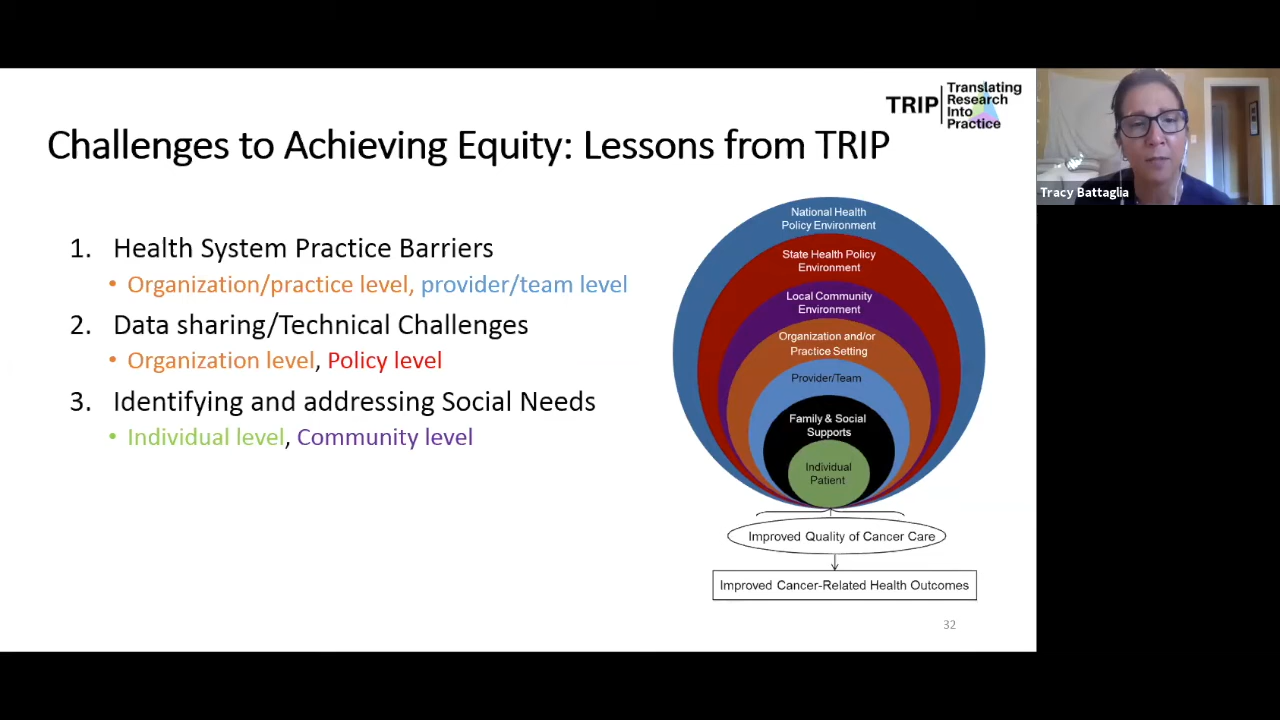 TRIP
Translating
Research
Into
Practice
Challenges to Achieving Equity: Lessons from TRIP
1. Health System Practice Barriers
• Organization/practice level, provider/team level
2. Data sharing/Technical Challenges
• Organization level, Policy level
3. Identifying and addressing Social Needs
• Individual level, Community level
National Health
Policy Environment
State Health Policy
Environment
Local Community
Environment
Organization and/or
Practice Setting
Provider/Team
Family & Social
Supports
Individual
Patient
Improved Quality of Cancer Care
Improved Cancer-Related Health Outcomes
32
Tracy Battaglia